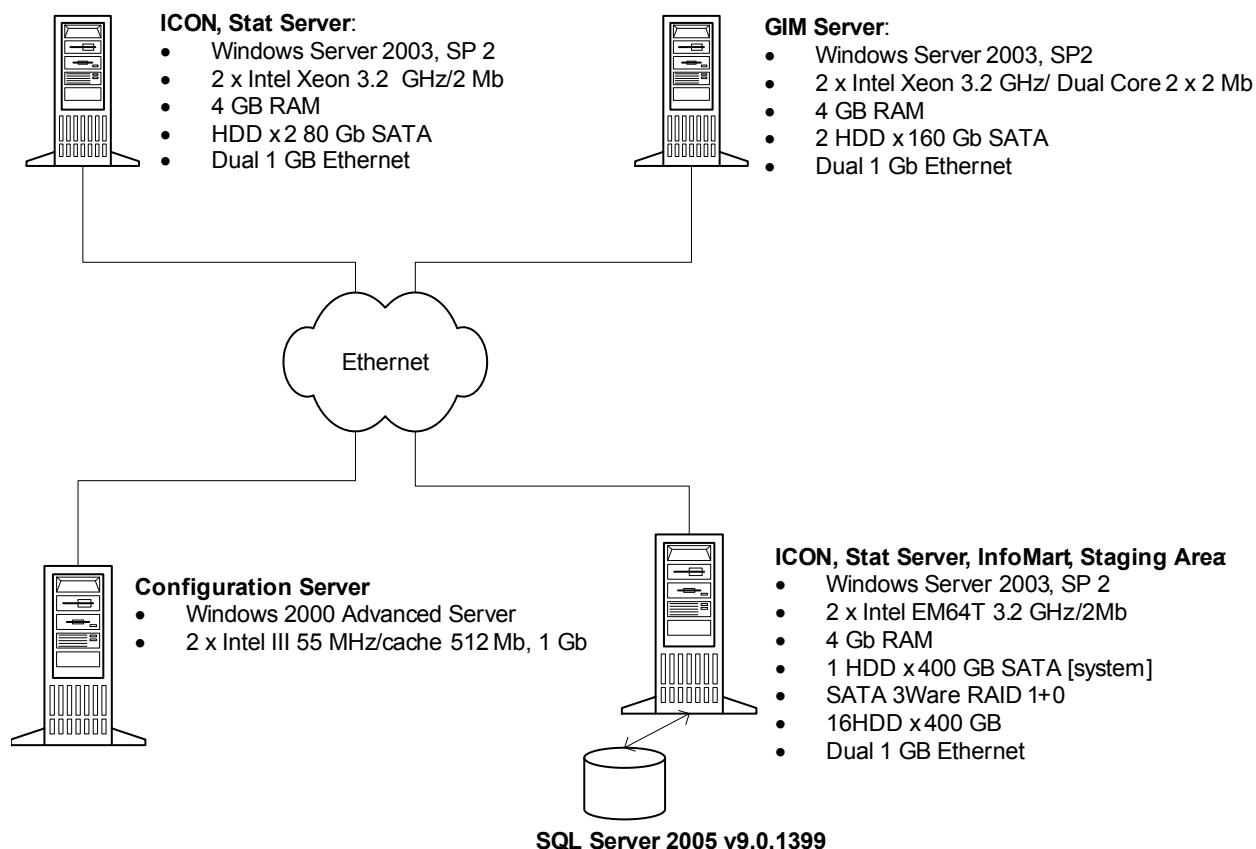 ICON, Stat Server:
• Windows Server 2003, SP 2
• 2 x Intel Xeon 3.2 GHz/2 Mb
• 4 GB RAM
• HDD x 2 80 Gb SATA
• Dual 1 GB Ethernet
GIM Server:
• Windows Server 2003, SP2
• 2 x Intel Xeon 3.2 GHz/ Dual Core 2 x 2 Mb
• 4 GB RAM
• 2 HDD x 160 Gb SATA
• Dual 1 Gb Ethernet
Ethernet
Configuration Server
• Windows 2000 Advanced Server
• 2 x Intel III 55 MHz/cache 512 Mb, 1 Gb
ICON, Stat Server, InfoMart, Staging Area:
• Windows Server 2003, SP 2
• 2 x Intel EM64T 3.2 GHz/2Mb
• 4 Gb RAM
• 1 HDD x 400 GB SATA [system]
• SATA 3Ware RAID 1+0
• 16HDD x 400 GB
• Dual 1 GB Ethernet
SQL Server 2005 v9.0.1399